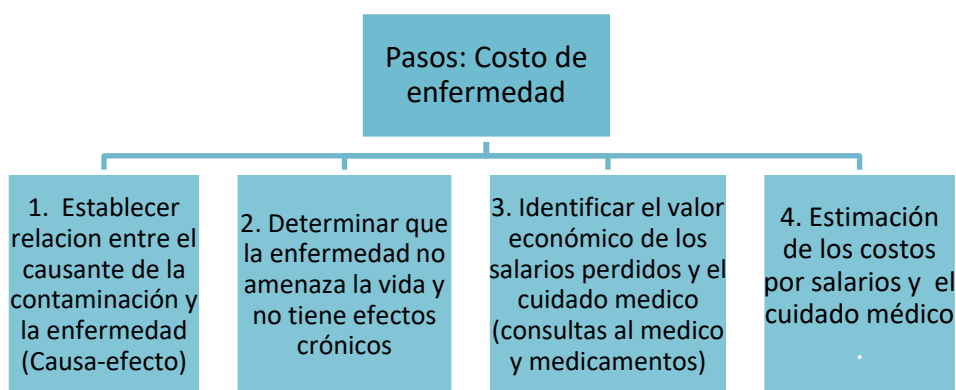 Pasos: Costo de
enfermedad
1. Establecer
relacion entre el
causante de la
contaminación y
la enfermedad
(Causa-efecto)
2. Determinar que
la enfermedad no
amenaza la vida y
no tiene efectos
crónicos
3. Identificar el valor
económico de los
salarios perdidos y el
cuidado medico
(consultas al medico
y medicamentos)
4. Estimación
de los costos
por salarios y el
cuidado médico
.